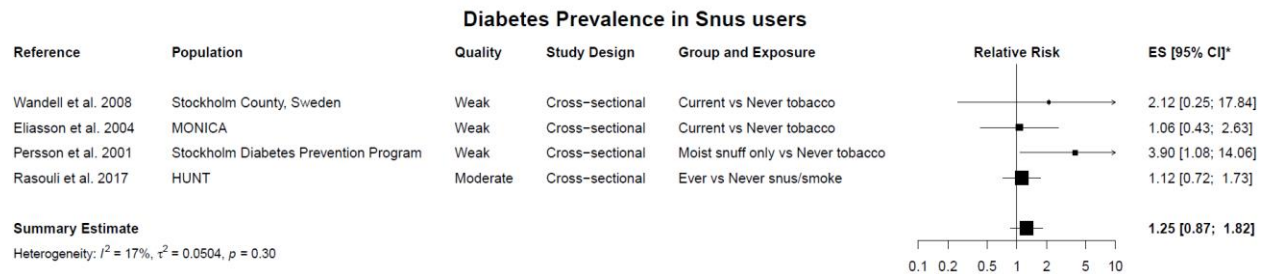 Diabetes Prevalence in Snus users
Reference Population Quality Study Design Group and Exposure Relative Risk ES [95% CI]*
Wandell et al. 2008 Stockholm County, Sweden Weak Cross−sectional Current vs Never tobacco 2.12 [0.25; 17.84]
Eliasson et al. 2004 MONICA Weak Cross−sectional Current vs Never tobacco 1.06 [0.43; 2.63]
Persson et al. 2001 Stockholm Diabetes Prevention Program Weak Cross−sectional Moist snuff only vs Never tobacco 3.90 [1.08; 14.06]
Rasouli et al. 2017 HUNT Moderate Cross−sectional Ever vs Never snus/smoke 1.12 [0.72; 1.73]
Summary Estimate 1.25 [0.87; 1.82]
Heterogeneity: I² = 17%, τ² = 0.0504, p = 0.30
0.1 0.2 0.5 1 2 5 10